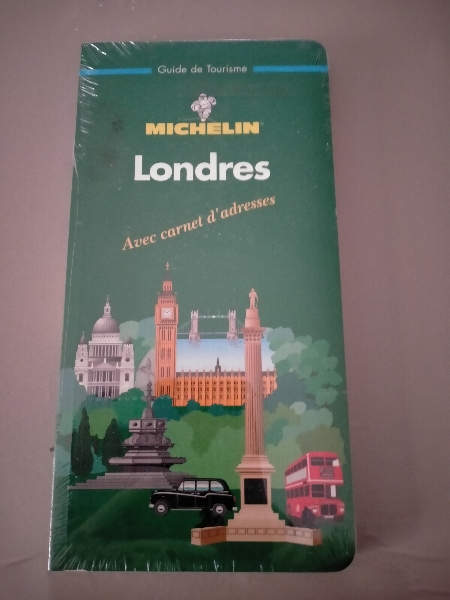 Guide de Tourisme
MICHELIN
Londres
Avec carnet d'adresses